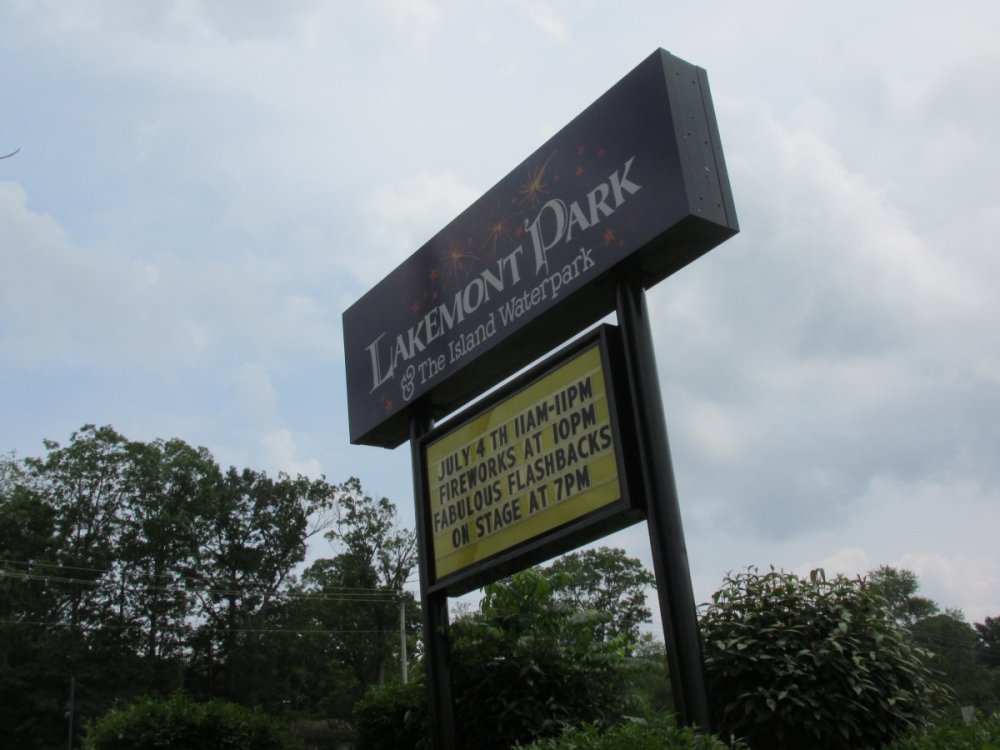 LAKEMONT PARK
& The Island Waterpark
JULY 4 TH 11AM-11PM
FIREWORKS AT 10PM
FABULOUS FLASHBACKS
ON STAGE AT 7PM